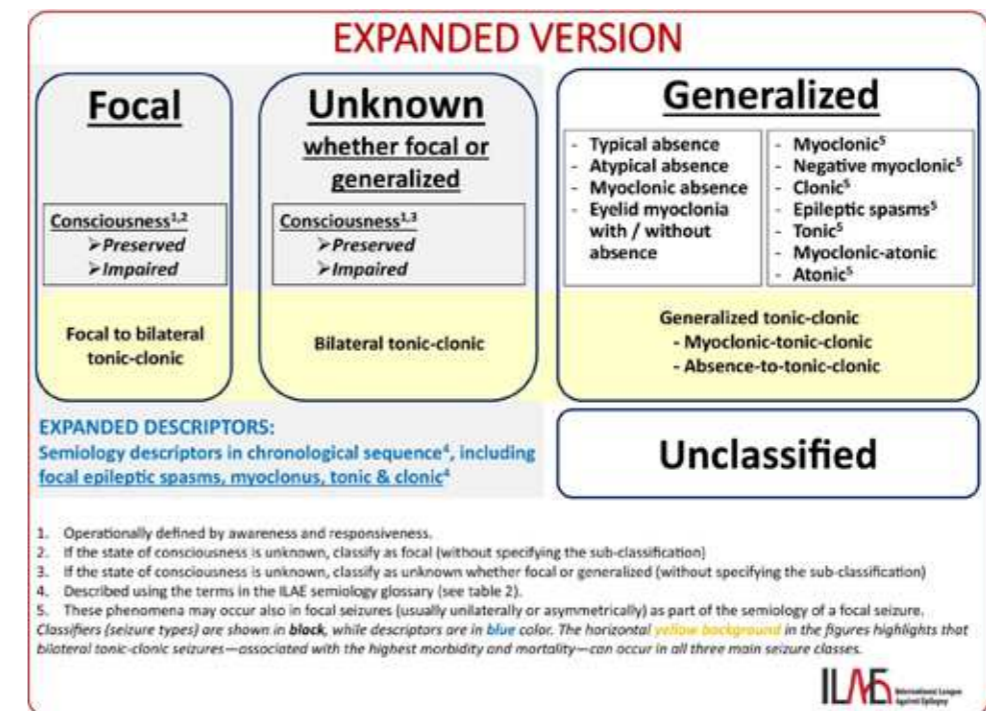 EXPANDED VERSION
Focal
Consciousness¹,²
➢Preserved
➢Impaired
Focal to bilateral
tonic-clonic
Unknown
whether focal or
generalized
Consciousness¹,³
➢Preserved
➢Impaired
Bilateral tonic-clonic
Generalized
- Typical absence
- Atypical absence
- Myoclonic absence
- Eyelid myoclonia
with / without
absence
- Myoclonic⁵
- Negative myoclonic⁵
- Clonic⁵
- Epileptic spasms⁵
- Tonic⁵
- Myoclonic-atonic
- Atonic⁵
Generalized tonic-clonic
- Myoclonic-tonic-clonic
- Absence-to-tonic-clonic
EXPANDED DESCRIPTORS:
Semiology descriptors in chronological sequence⁴, including
focal epileptic spasms, myoclonus, tonic & clonic⁴
Unclassified
1. Operationally defined by awareness and responsiveness.
2. If the state of consciousness is unknown, classify as focal (without specifying the sub-classification)
3. If the state of consciousness is unknown, classify as unknown whether focal or generalized (without specifying the sub-classification)
4. Described using the terms in the ILAE semiology glossary (see table 2).
5. These phenomena may occur also in focal seizures (usually unilaterally or asymmetrically) as part of the semiology of a focal seizure.
Classifiers (seizure types) are shown in black, while descriptors are in blue color. The horizontal yellow background in the figures highlights that
bilateral tonic-clonic seizures—associated with the highest morbidity and mortality—can occur in all three main seizure classes.
ILAE
International League
Against Epilepsy